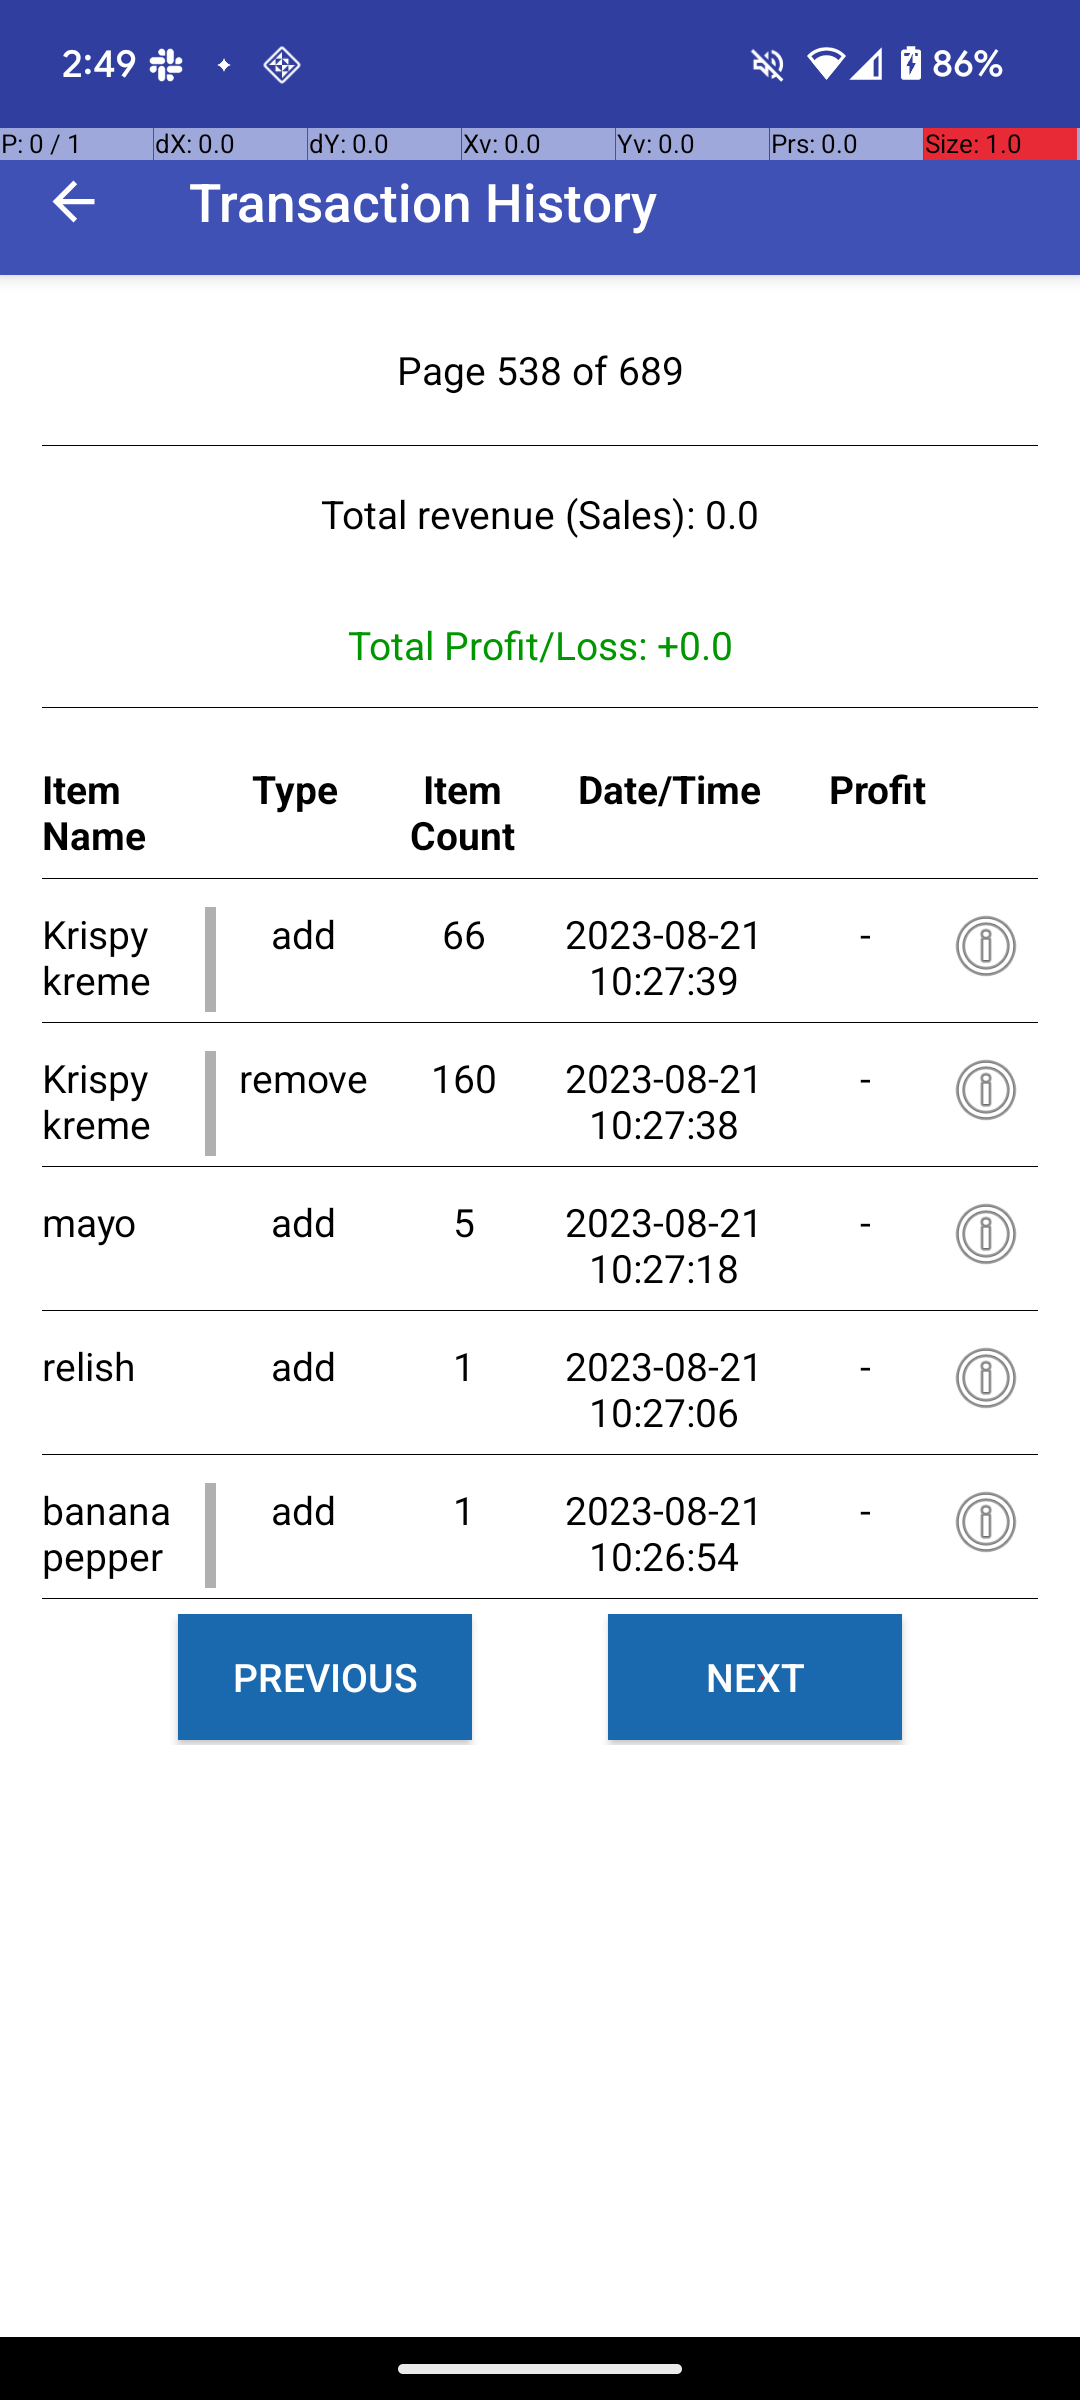 2:49 86%
P: 0 / 1 dX: 0.0 dY: 0.0 Xv: 0.0 Yv: 0.0 Prs: 0.0 Size: 1.0
Transaction History
Page 538 of 689
Total revenue (Sales): 0.0
Total Profit/Loss: +0.0
Item Type Item Date/Time Profit
Name Count
Krispy add 66 2023-08-21 -
kreme 10:27:39
Krispy remove 160 2023-08-21 -
kreme 10:27:38
mayo add 5 2023-08-21 -
10:27:18
relish add 1 2023-08-21 -
10:27:06
banana add 1 2023-08-21 -
pepper 10:26:54
PREVIOUS NEXT